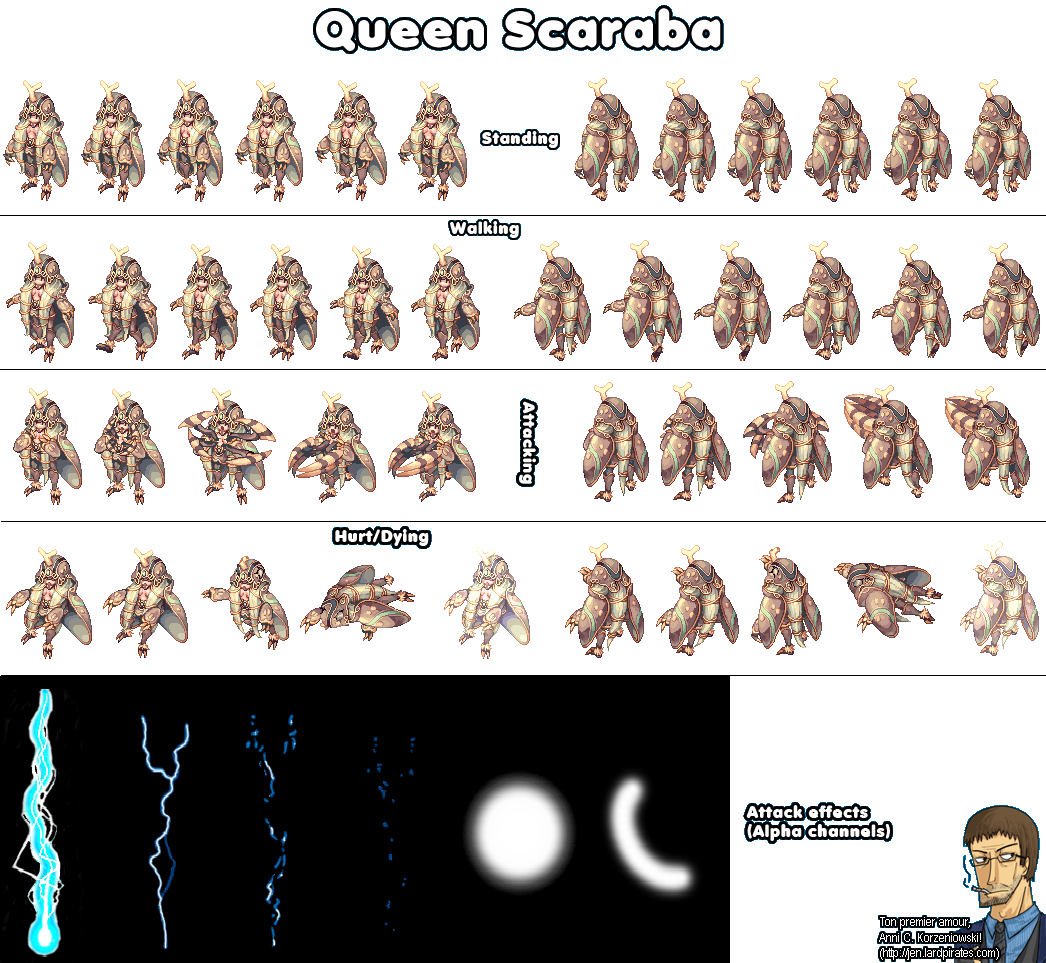 Queen Scaraba
Standing
Walking
Attacking
Hurt/Dying
Attack effects
(Alpha channels)
Ton premier amour,
Anni C. Korzeniowski!
(http://jen.lardpirates.com)